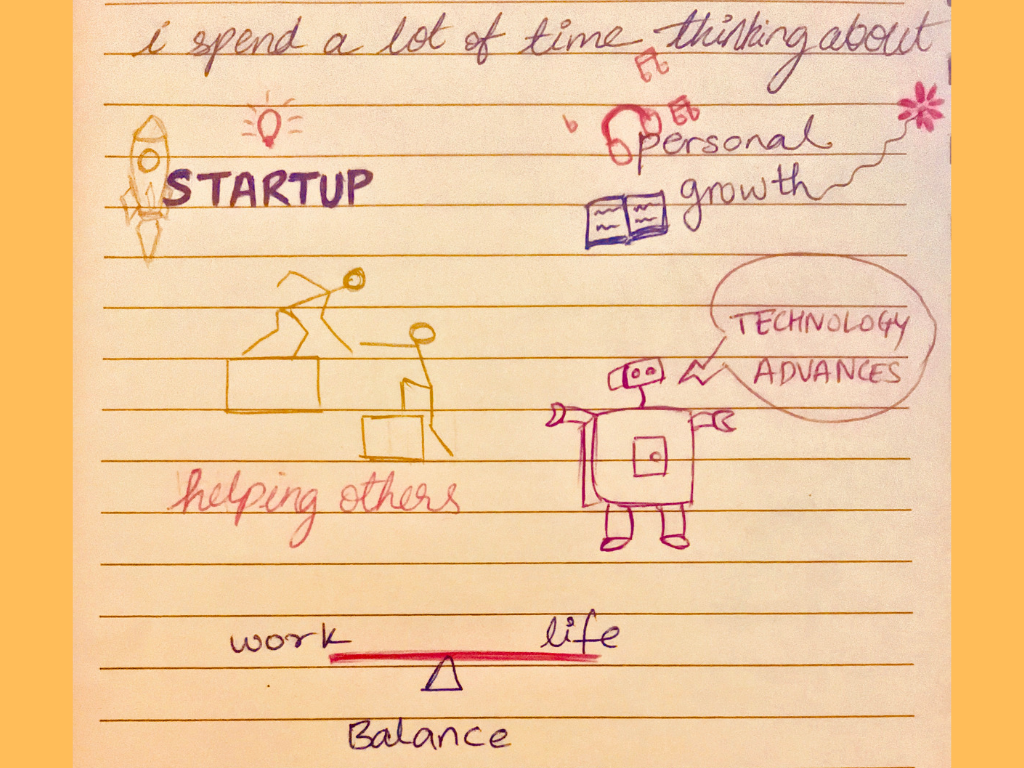 i spend a lot of time thinking about
STARTUP
personal
growth
TECHNOLOGY
ADVANCES
helping others
work life
Balance